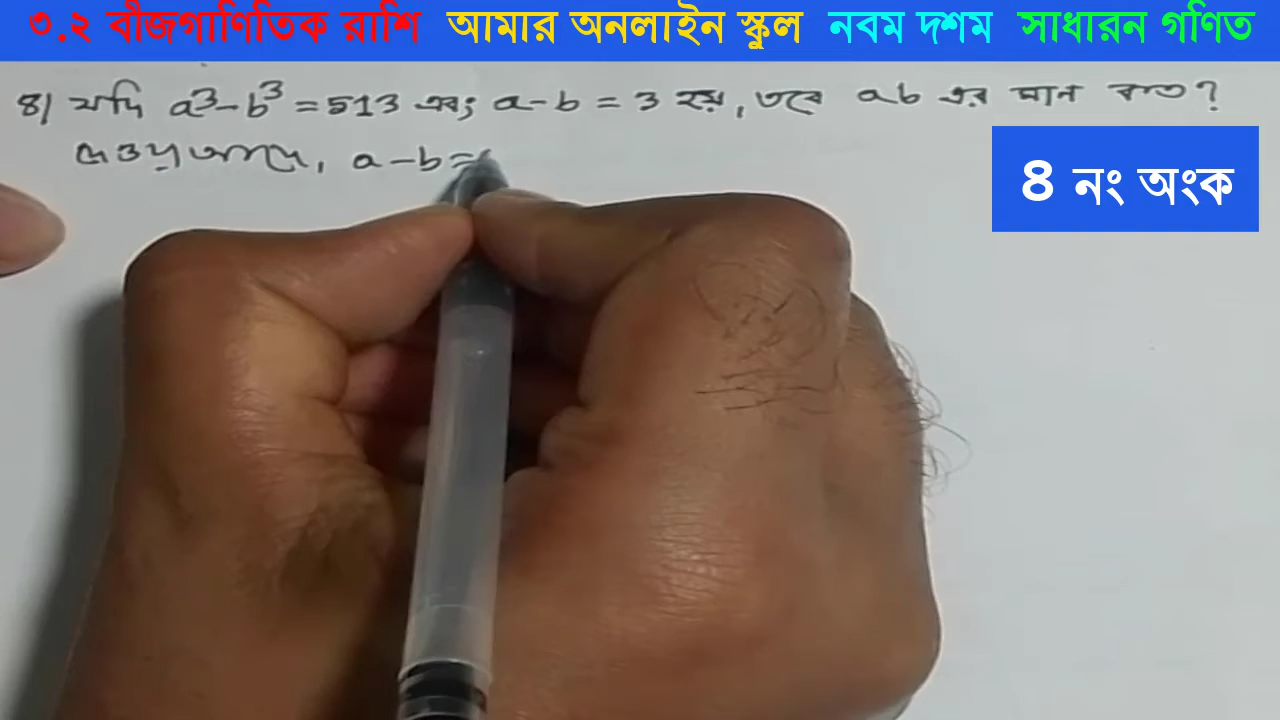 ৩.২ বীজগাণিতিক রাশি আমার অনলাইন স্কুল নবম দশম সাধারন গণিত
৪) যদি a³-b³ = 513 এবং a-b = 3 হয়, তবে ab এর মান কত?
দেওয়া আছে, a-b=
৪ নং অংক